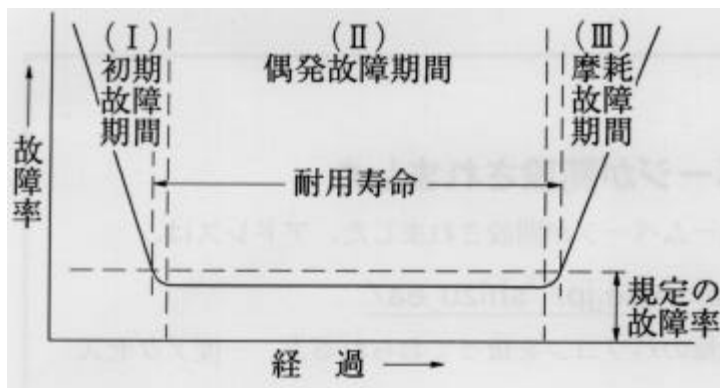 (Ⅰ)
初期
故障
期間
(Ⅱ)
偶発故障期間
(Ⅲ)
摩耗
故障
期間
故障率
耐用寿命
規定の
故障率
経 過